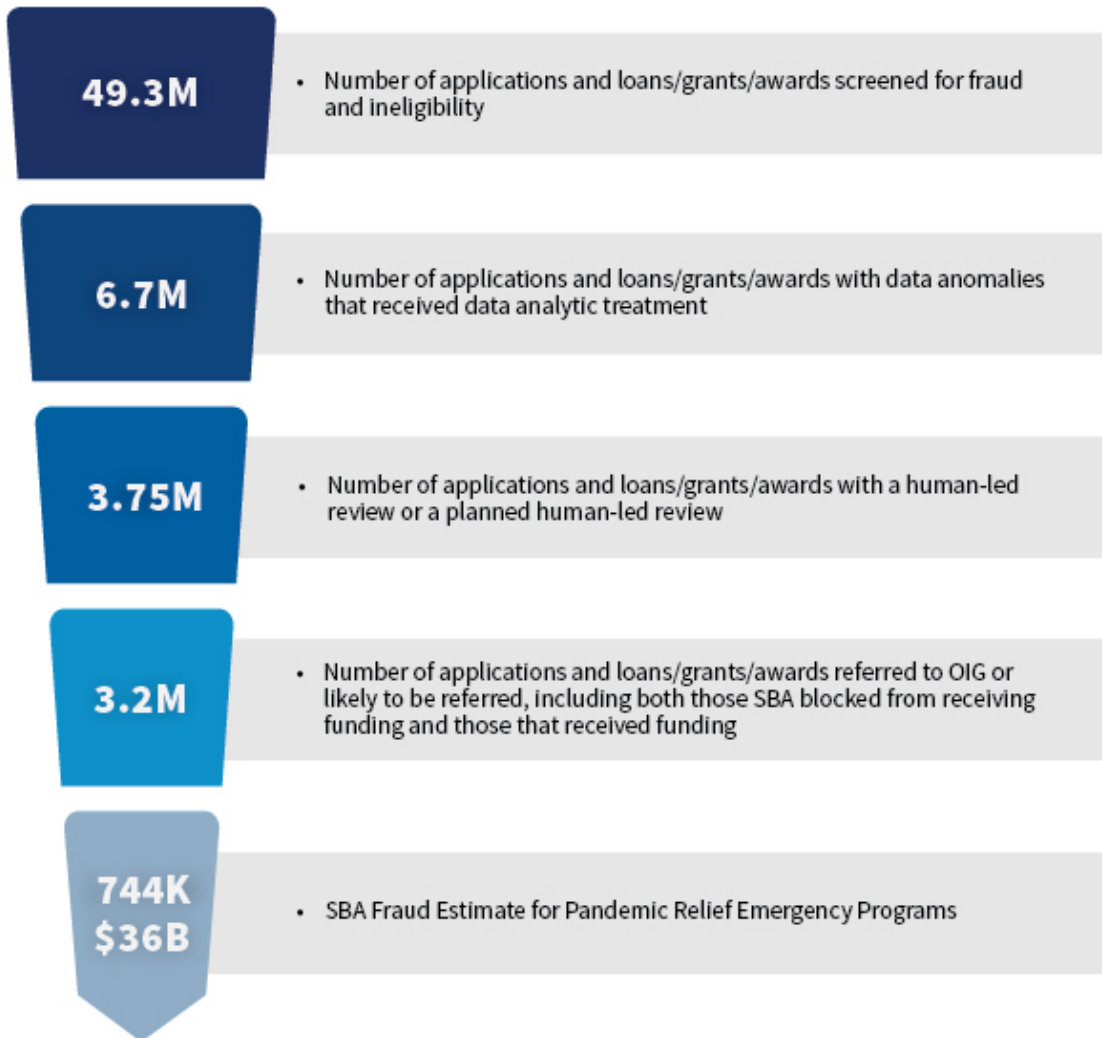 49.3M
• Number of applications and loans/grants/awards screened for fraud
and ineligibility
6.7M
• Number of applications and loans/grants/awards with data anomalies
that received data analytic treatment
3.75M
• Number of applications and loans/grants/awards with a human-led
review or a planned human-led review
3.2M
• Number of applications and loans/grants/awards referred to OIG or
likely to be referred, including both those SBA blocked from receiving
funding and those that received funding
744K
$36B
• SBA Fraud Estimate for Pandemic Relief Emergency Programs